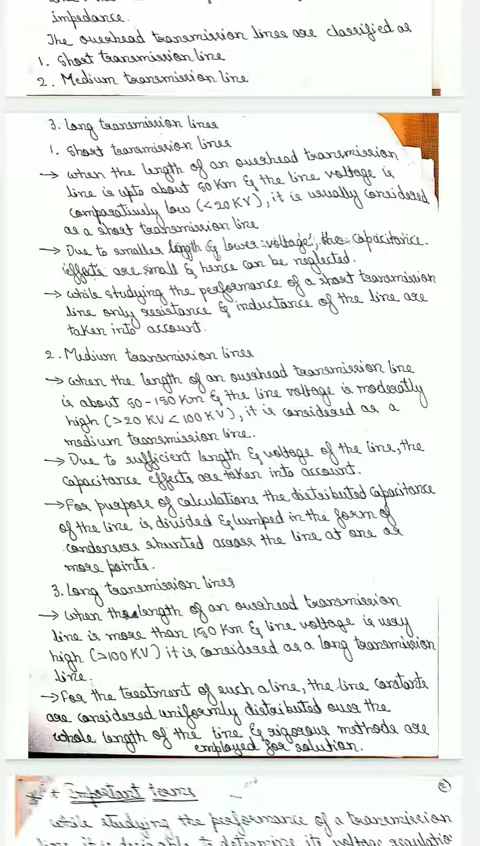 impedance.
The overhead transmission lines are classified as
1. Short transmission line
2. Medium transmission line
3. Long transmission lines
1. Short transmission lines
→ When the length of an overhead transmission
line is upto about 50 Km & the line voltage is
comparatively low (<20KV), it is usually considered
as a short transmission line
→ Due to smaller length & lower voltage, the capacitance
effects are small & hence can be neglected.
→ While studying the performance of a short transmission
line only resistance & inductance of the line are
taken into account.
2. Medium transmission lines
→ When the length of an overhead transmission line
is about 50-150 Km & the line voltage is moderately
high (>20 KV < 100 KV), it is considered as a
medium transmission line.
→ Due to sufficient length & voltage of the line, the
capacitance effects are taken into account.
→ For purpose of calculations the distributed capacitance
of the line is divided & lumped in the form of
condensers shunted across the line at one or
more points.
3. Long transmission lines
→ When the length of an overhead transmission
line is more than 150 Km & line voltage is very
high (>100 KV) it is considered as a long transmission
line.
→ For the treatment of such a line, the line constants
are considered uniformly distributed over the
whole length of the line & rigorous methods are
employed for solution.
* Important terms
While studying the performance of a transmission
line, it is desirable to determine its voltage regulatio